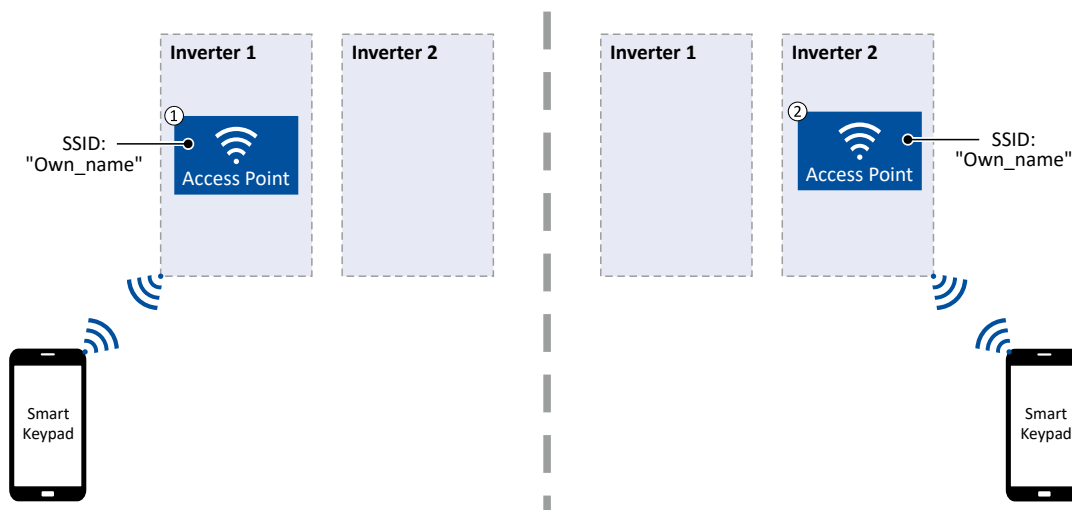 Inverter 1
Inverter 2
1
SSID:
"Own_name"
Access Point
Smart
Keypad
Inverter 1
Inverter 2
2
SSID:
"Own_name"
Access Point
Smart
Keypad